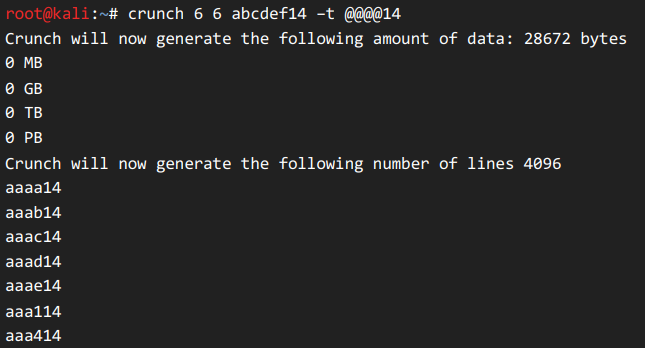 root@kali:~# crunch 6 6 abcdef14 –t @@@@14
Crunch will now generate the following amount of data: 28672 bytes
0 MB
0 GB
0 TB
0 PB
Crunch will now generate the following number of lines 4096
aaaa14
aaab14
aaac14
aaad14
aaae14
aaa114
aaa414